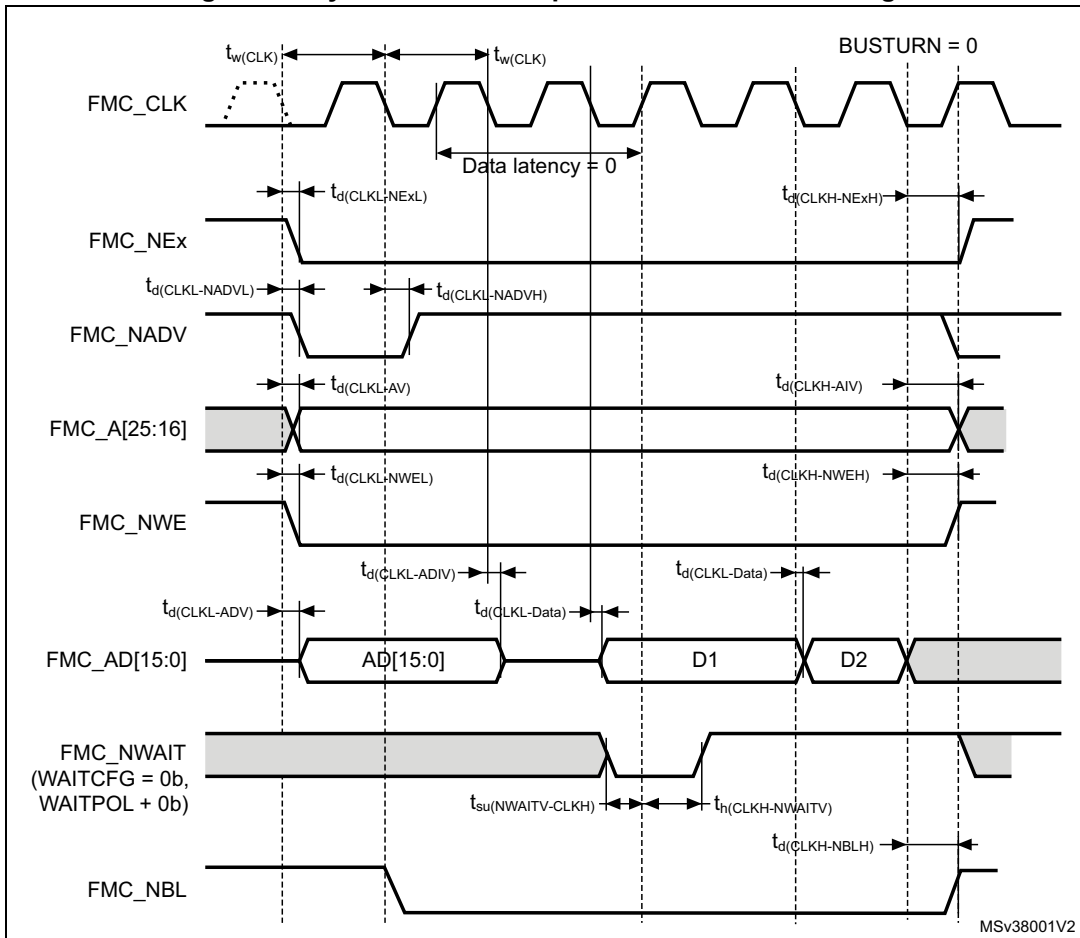 BUSTURN = 0
tw(CLK) tw(CLK)
FMC_CLK
Data latency = 0
td(CLKL-NExL) td(CLKH-NExH)
FMC_NEx
td(CLKL-NADVL) td(CLKL-NADVH)
FMC_NADV
td(CLKL-AV) td(CLKH-AIV)
FMC_A[25:16]
td(CLKL-NWEL) td(CLKH-NWEH)
FMC_NWE
td(CLKL-ADIV) td(CLKL-Data)
td(CLKL-ADV) td(CLKL-Data)
FMC_AD[15:0] AD[15:0] D1 D2
FMC_NWAIT
(WAITCFG = 0b,
WAITPOL + 0b)
tsu(NWAITV-CLKH) th(CLKH-NWAITV)
td(CLKH-NBLH)
FMC_NBL
MSv38001V2